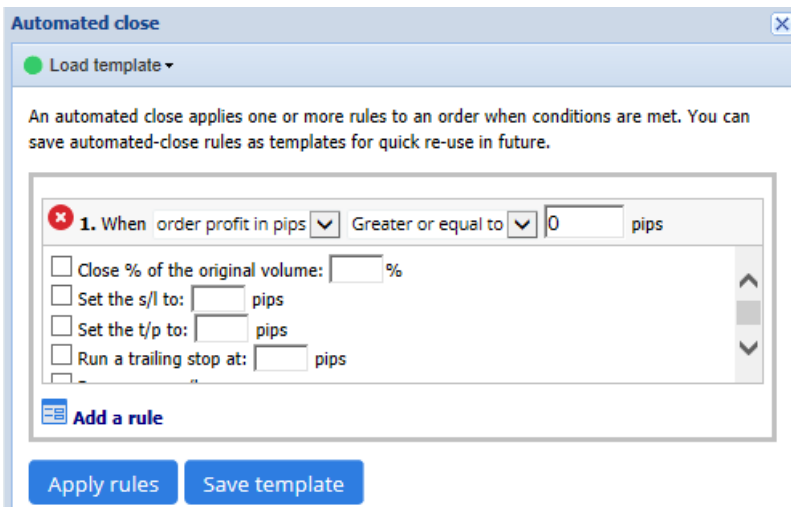 Automated close
Load template
An automated close applies one or more rules to an order when conditions are met. You can
save automated-close rules as templates for quick re-use in future.
1. When order profit in pips Greater or equal to 0 pips
Close % of the original volume: %
Set the s/l to: pips
Set the t/p to: pips
Run a trailing stop at: pips
Add a rule
Apply rules Save template